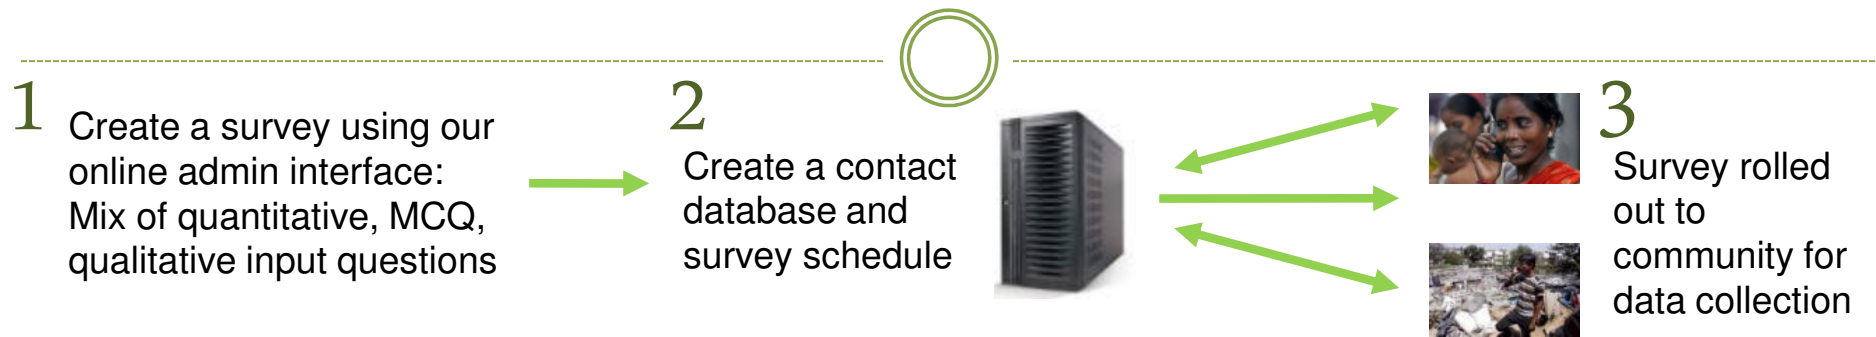 1
Create a survey using our
online admin interface:
Mix of quantitative, MCQ,
qualitative input questions
2
Create a contact
database and
survey schedule
3
Survey rolled
out to
community for
data collection